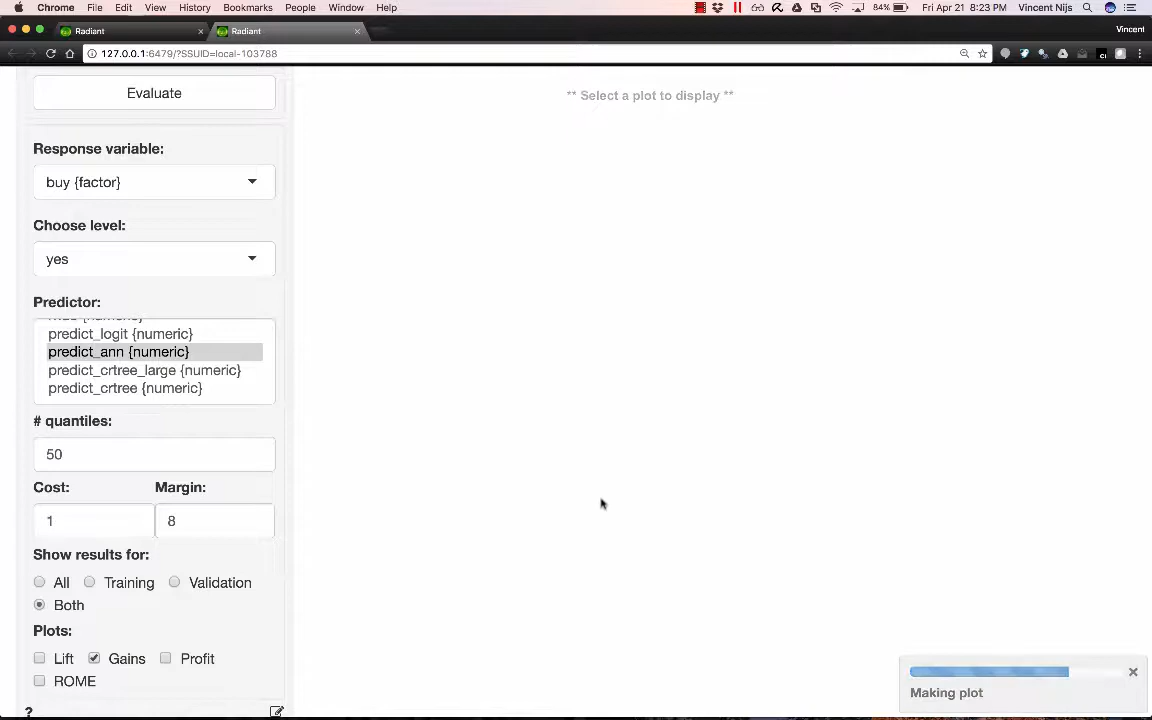 Chrome File Edit View History Bookmarks People Window Help 84% Fri Apr 21 8:23 PM Vincent Nijs
Radiant × Radiant × Vincent
127.0.0.1:6479/?SSUID=local-103788
Evaluate
** Select a plot to display **
Response variable:
buy {factor}
Choose level:
yes
Predictor:
predict_logit {numeric}
predict_ann {numeric}
predict_crtree_large {numeric}
predict_crtree {numeric}
# quantiles:
50
Cost: Margin:
1 8
Show results for:
All Training Validation
Both
Plots:
Lift Gains Profit
ROME
Making plot
?